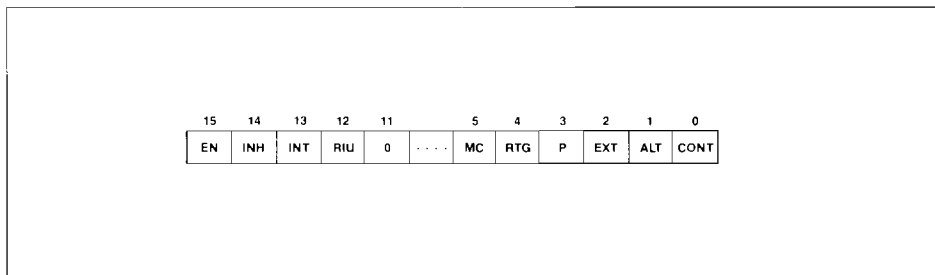 15 14 13 12 11 5 4 3 2 1 0
EN INH INT RIU 0 · · · · MC RTG P EXT ALT CONT